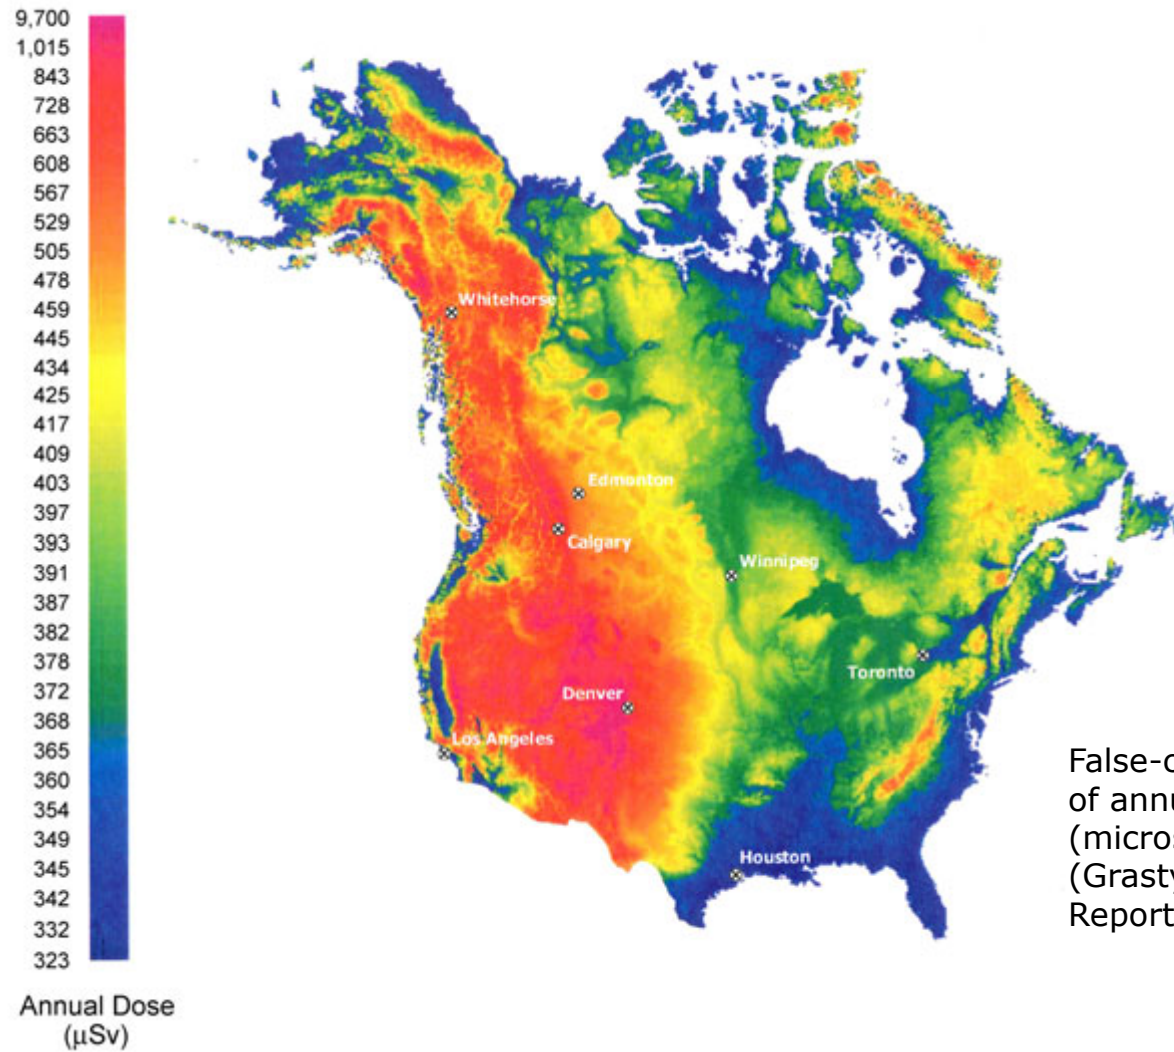 9,700
1,015
843
728
663
608
567
529
505
478
459
445
434
425
417
409
403
397
393
391
387
382
378
372
368
365
360
354
349
345
342
332
323
Annual Dose
(µSv)
Whitehorse
Edmonton
Calgary
Winnipeg
Toronto
Denver
Los Angeles
Houston
False-c
of annu
(micros
(Grasty
Report